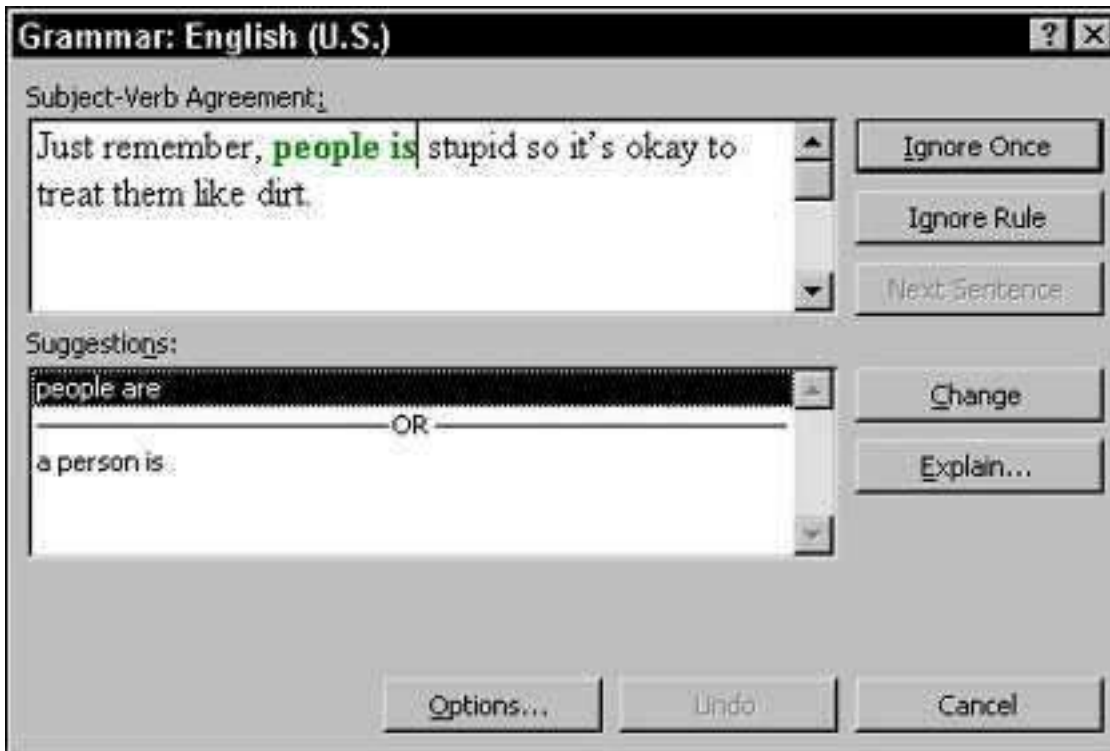 Grammar: English (U.S.)
Subject-Verb Agreement:
Just remember, people is stupid so it's okay to
treat them like dirt.
Ignore Once
Ignore Rule
Next Sentence
Suggestions:
people are
OR
a person is
Change
Explain...
Options...
Undo
Cancel